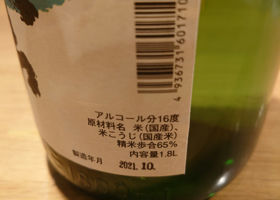 4936731601710
アルコール分16度
原材料名 米(国産)、
米こうじ(国産米)
精米歩合65%
内容量1.8L
製造年月
2021.10.